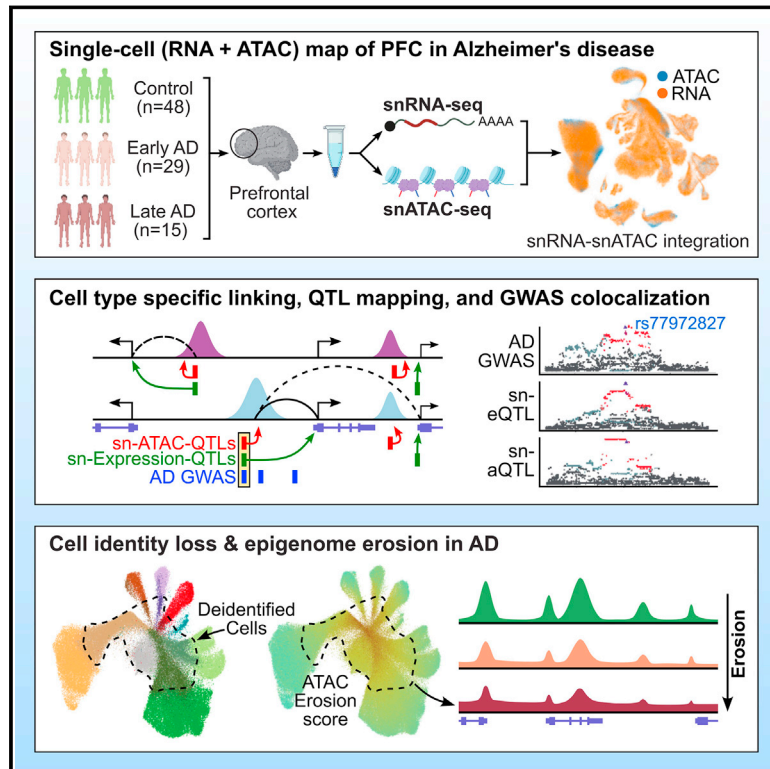 Single-cell (RNA + ATAC) map of PFC in Alzheimer's disease
Control
(n=48)
Early AD
(n=29)
Late AD
(n=15)
Prefrontal
cortex
snRNA-seq
AAAA
snATAC-seq
ATAC
RNA
snRNA-snATAC integration
Cell type specific linking, QTL mapping, and GWAS colocalization
sn-ATAC-QTLs
sn-Expression-QTLs
AD GWAS
rs77972827
AD
GWAS
sn-
eQTL
sn-
aQTL
Cell identity loss & epigenome erosion in AD
Deidentified
Cells
ATAC
Erosion
score
Erosion